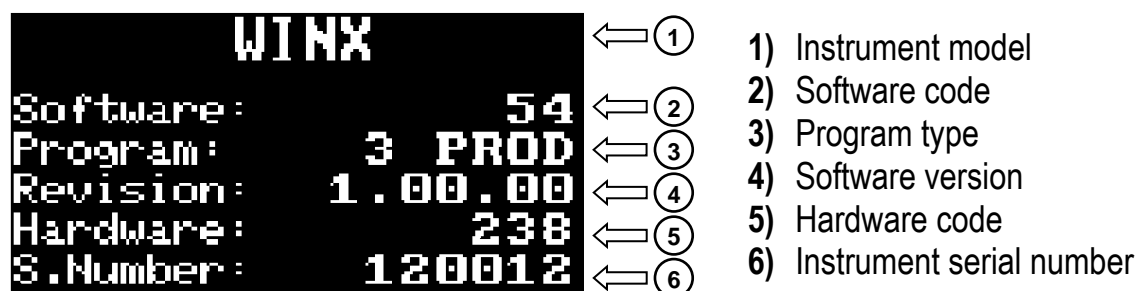 WINX 1
Software: 54 2
Program: 3 PROD 3
Revision: 1.00.00 4
Hardware: 238 5
S.Number: 120012 6
1) Instrument model
2) Software code
3) Program type
4) Software version
5) Hardware code
6) Instrument serial number